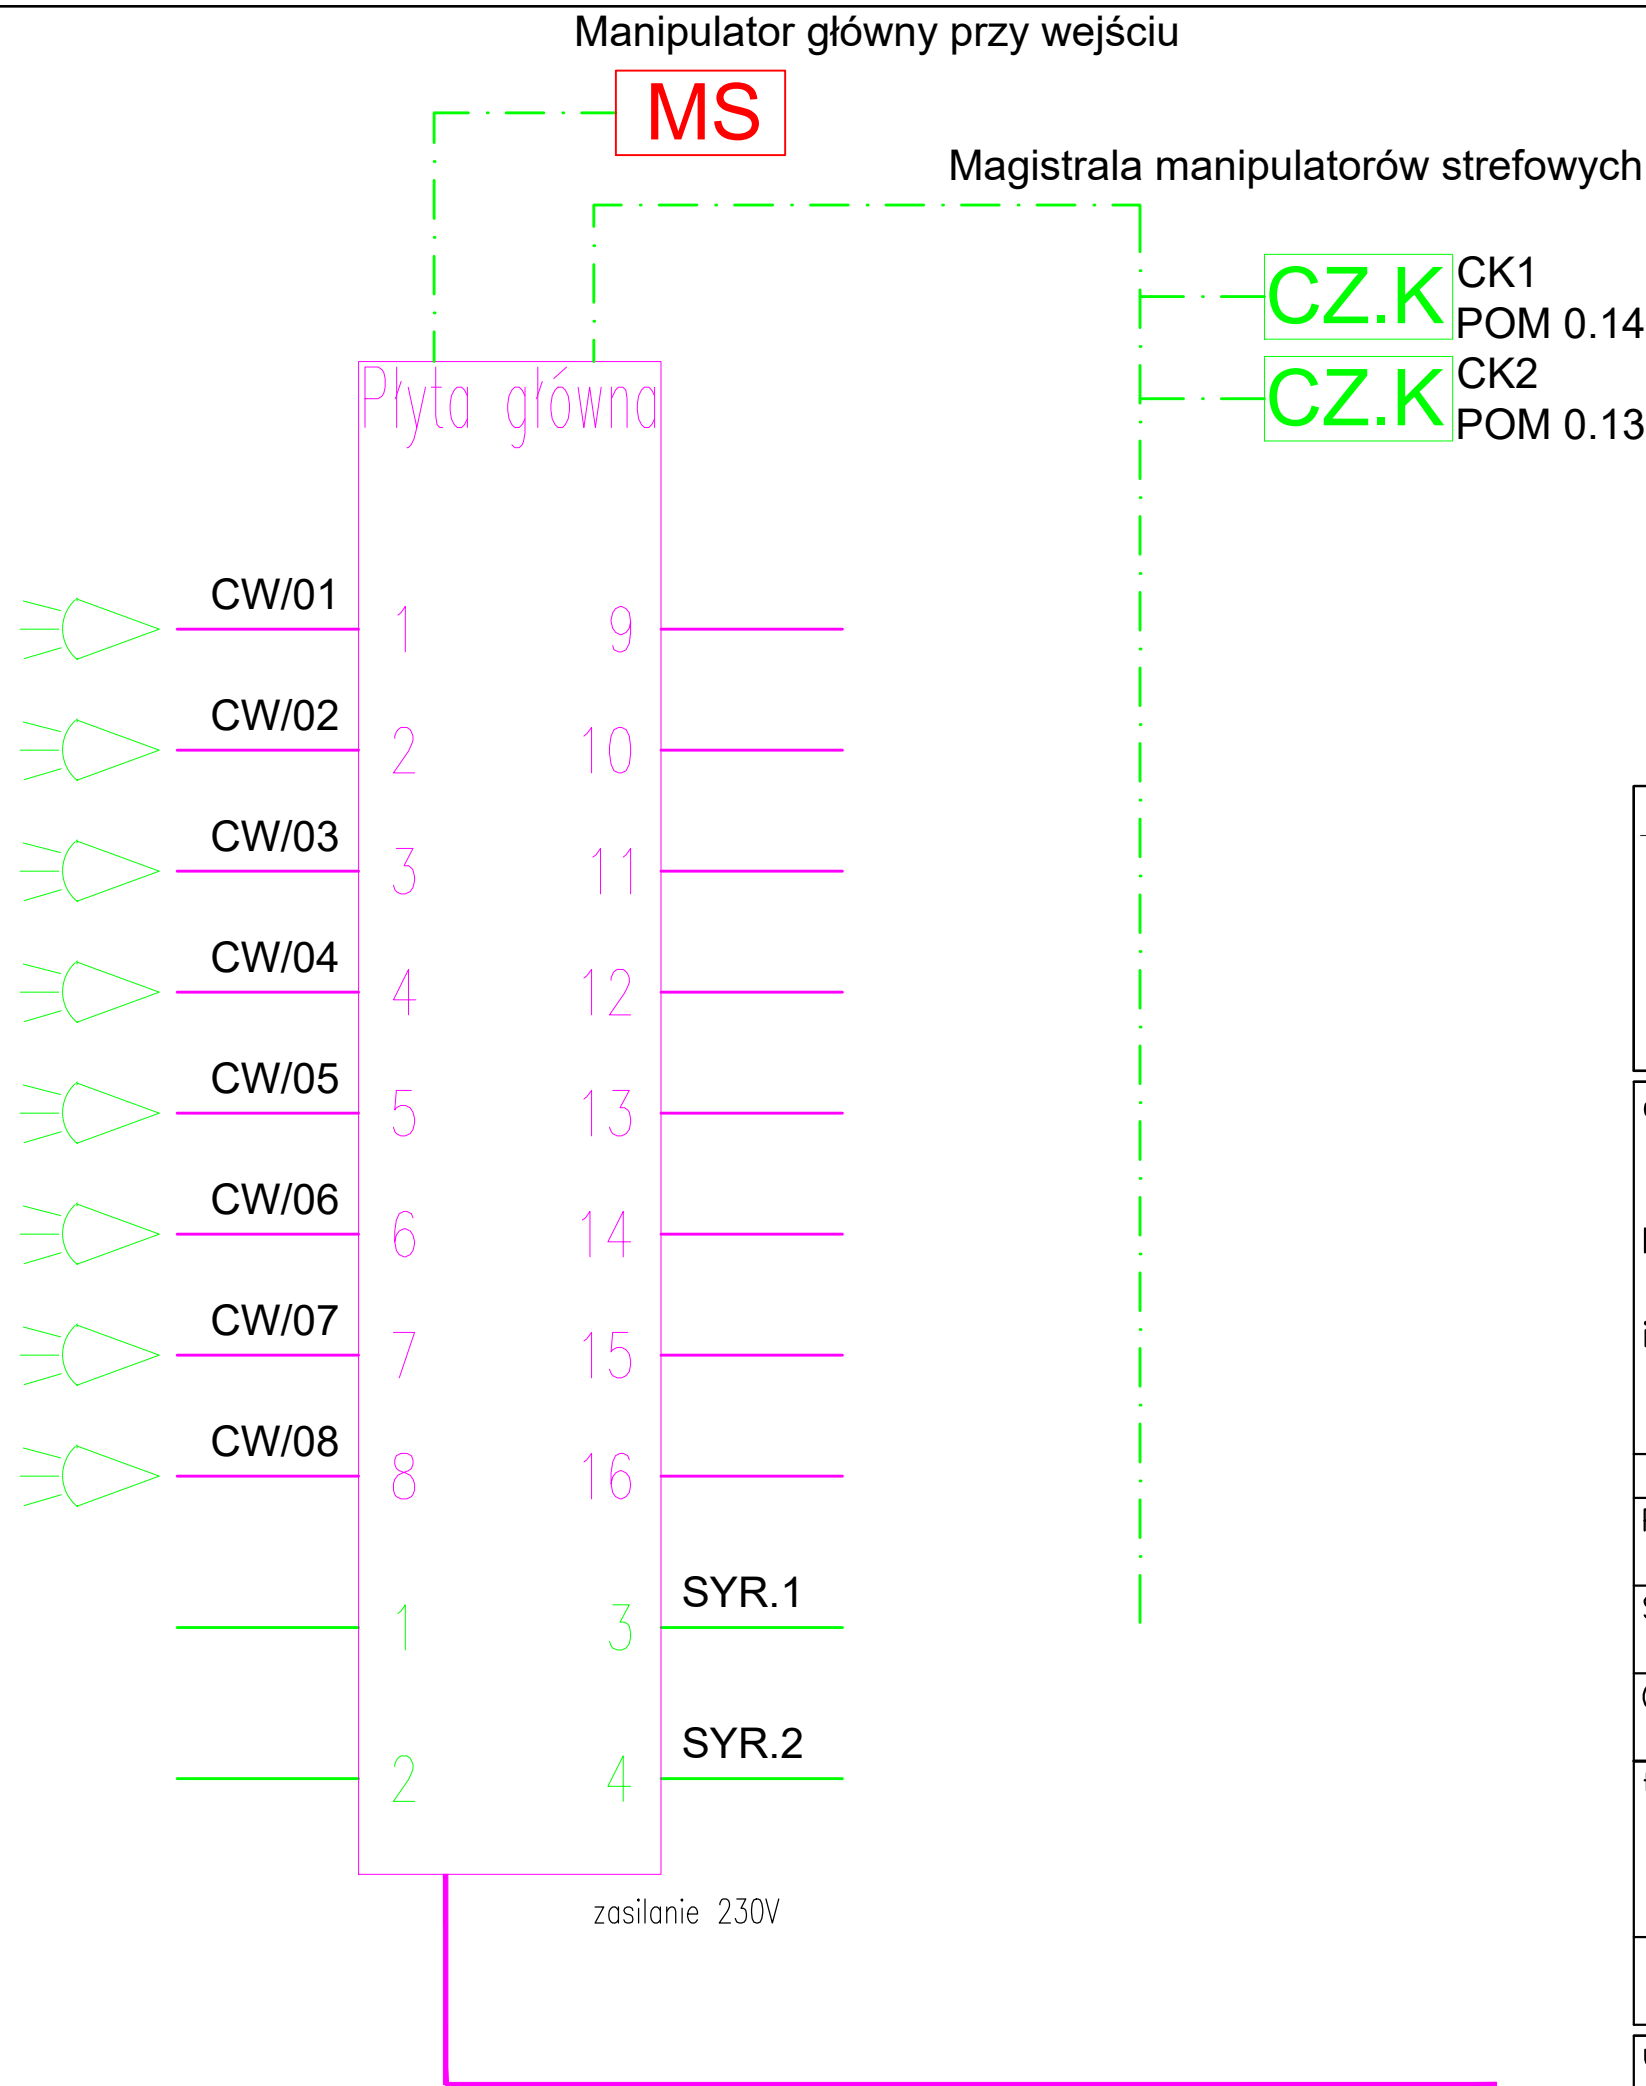 Manipulator główny przy wejściu
MS
Magistrala manipulatorów strefowych
CZ.K CK1
POM 0.14
CZ.K CK2
POM 0.13
Płyta główna
CW/01 1 9
CW/02 2 10
CW/03 3 11
CW/04 4 12
CW/05 5 13
CW/06 6 14
CW/07 7 15
CW/08 8 16
1 3 SYR.1
2 4 SYR.2
zasilanie 230V